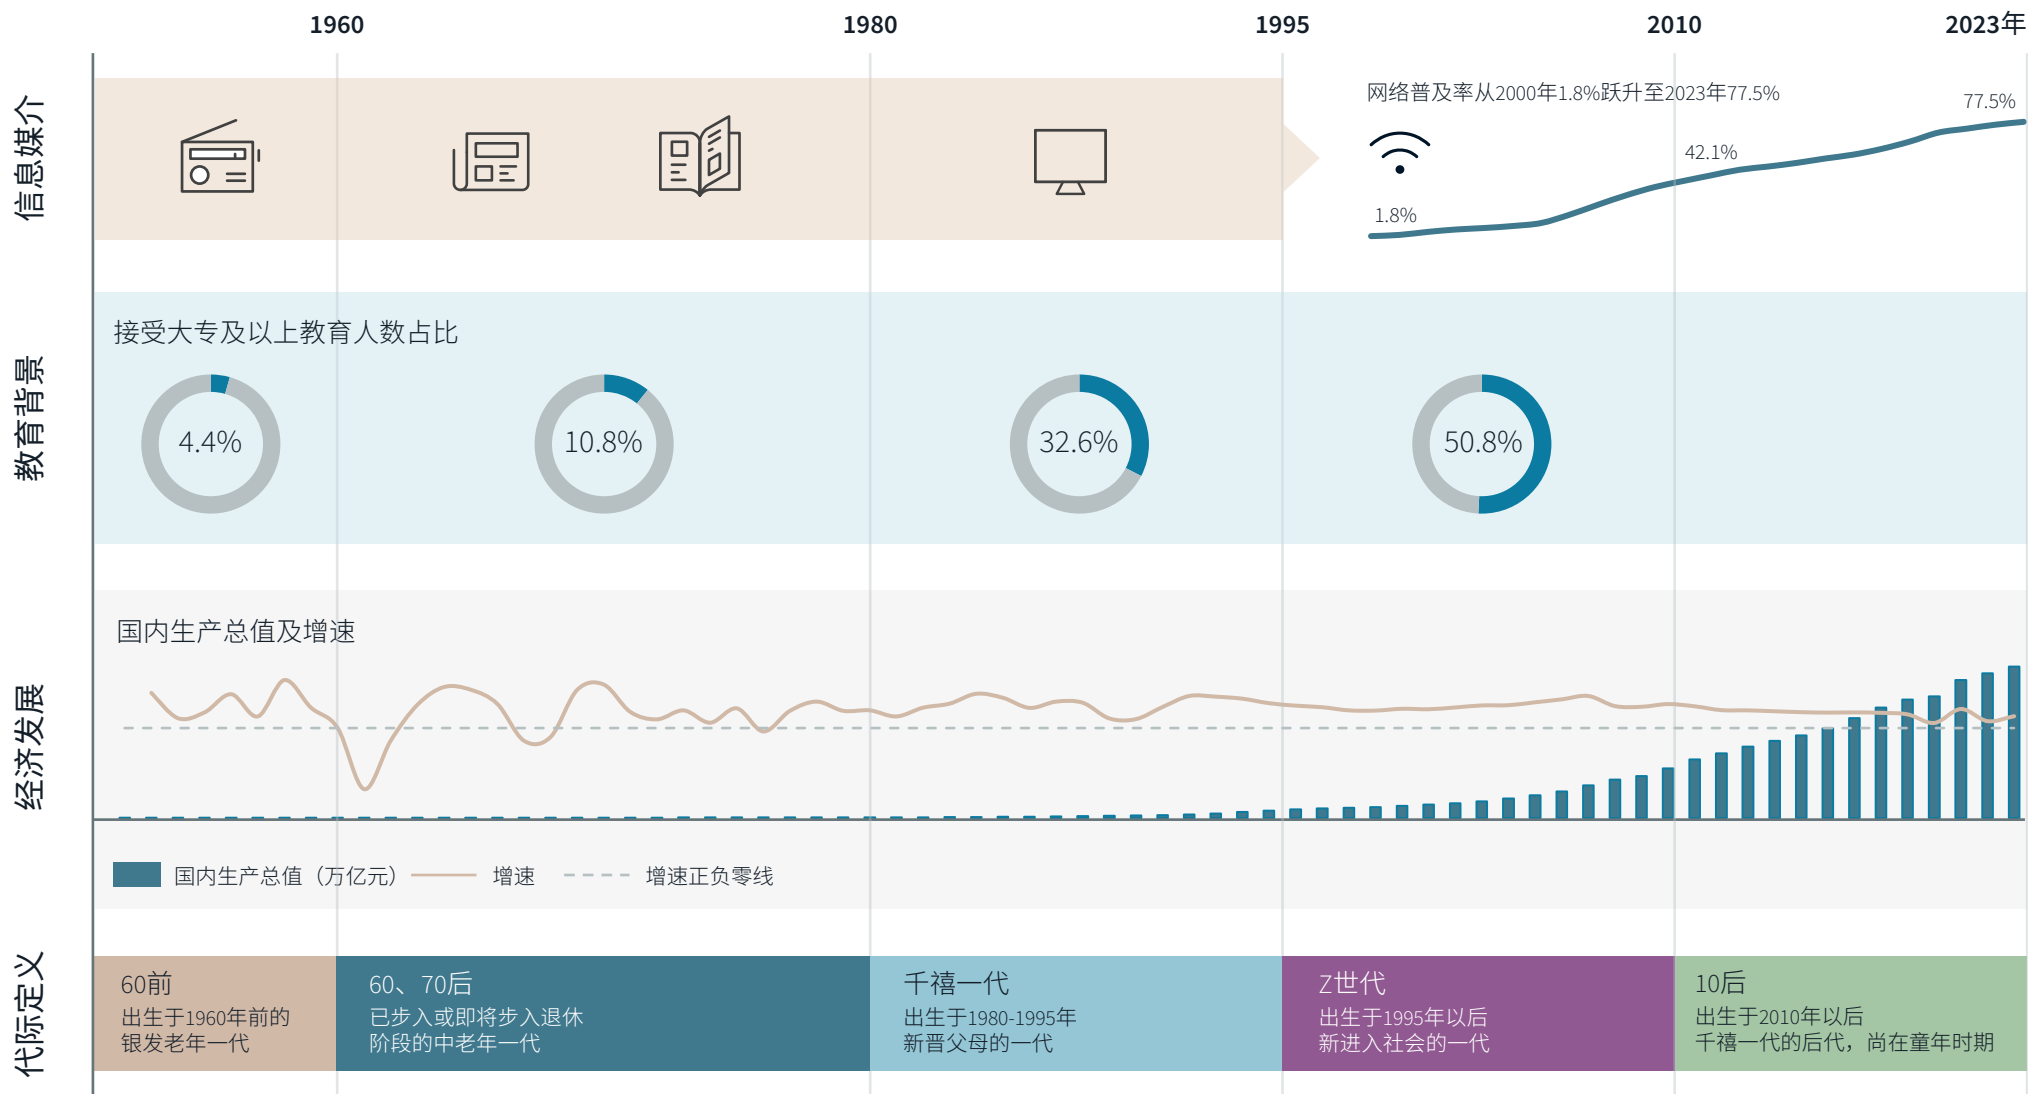 1960
1980
1995
2010
2023年
信息媒介
网络普及率从2000年1.8%跃升至2023年77.5%
77.5%
42.1%
1.8%
教育背景
接受大专及以上教育人数占比
4.4%
10.8%
32.6%
50.8%
经济发展
国内生产总值及增速
国内生产总值（万亿元）
增速
增速正负零线
代际定义
60前
出生于1960年前的
银发老年一代
60、70后
已步入或即将步入退休
阶段的中老年一代
千禧一代
出生于1980-1995年
新晋父母的一代
Z世代
出生于1995年以后
新进入社会的一代
10后
出生于2010年以后
千禧一代的后代，尚在童年时期